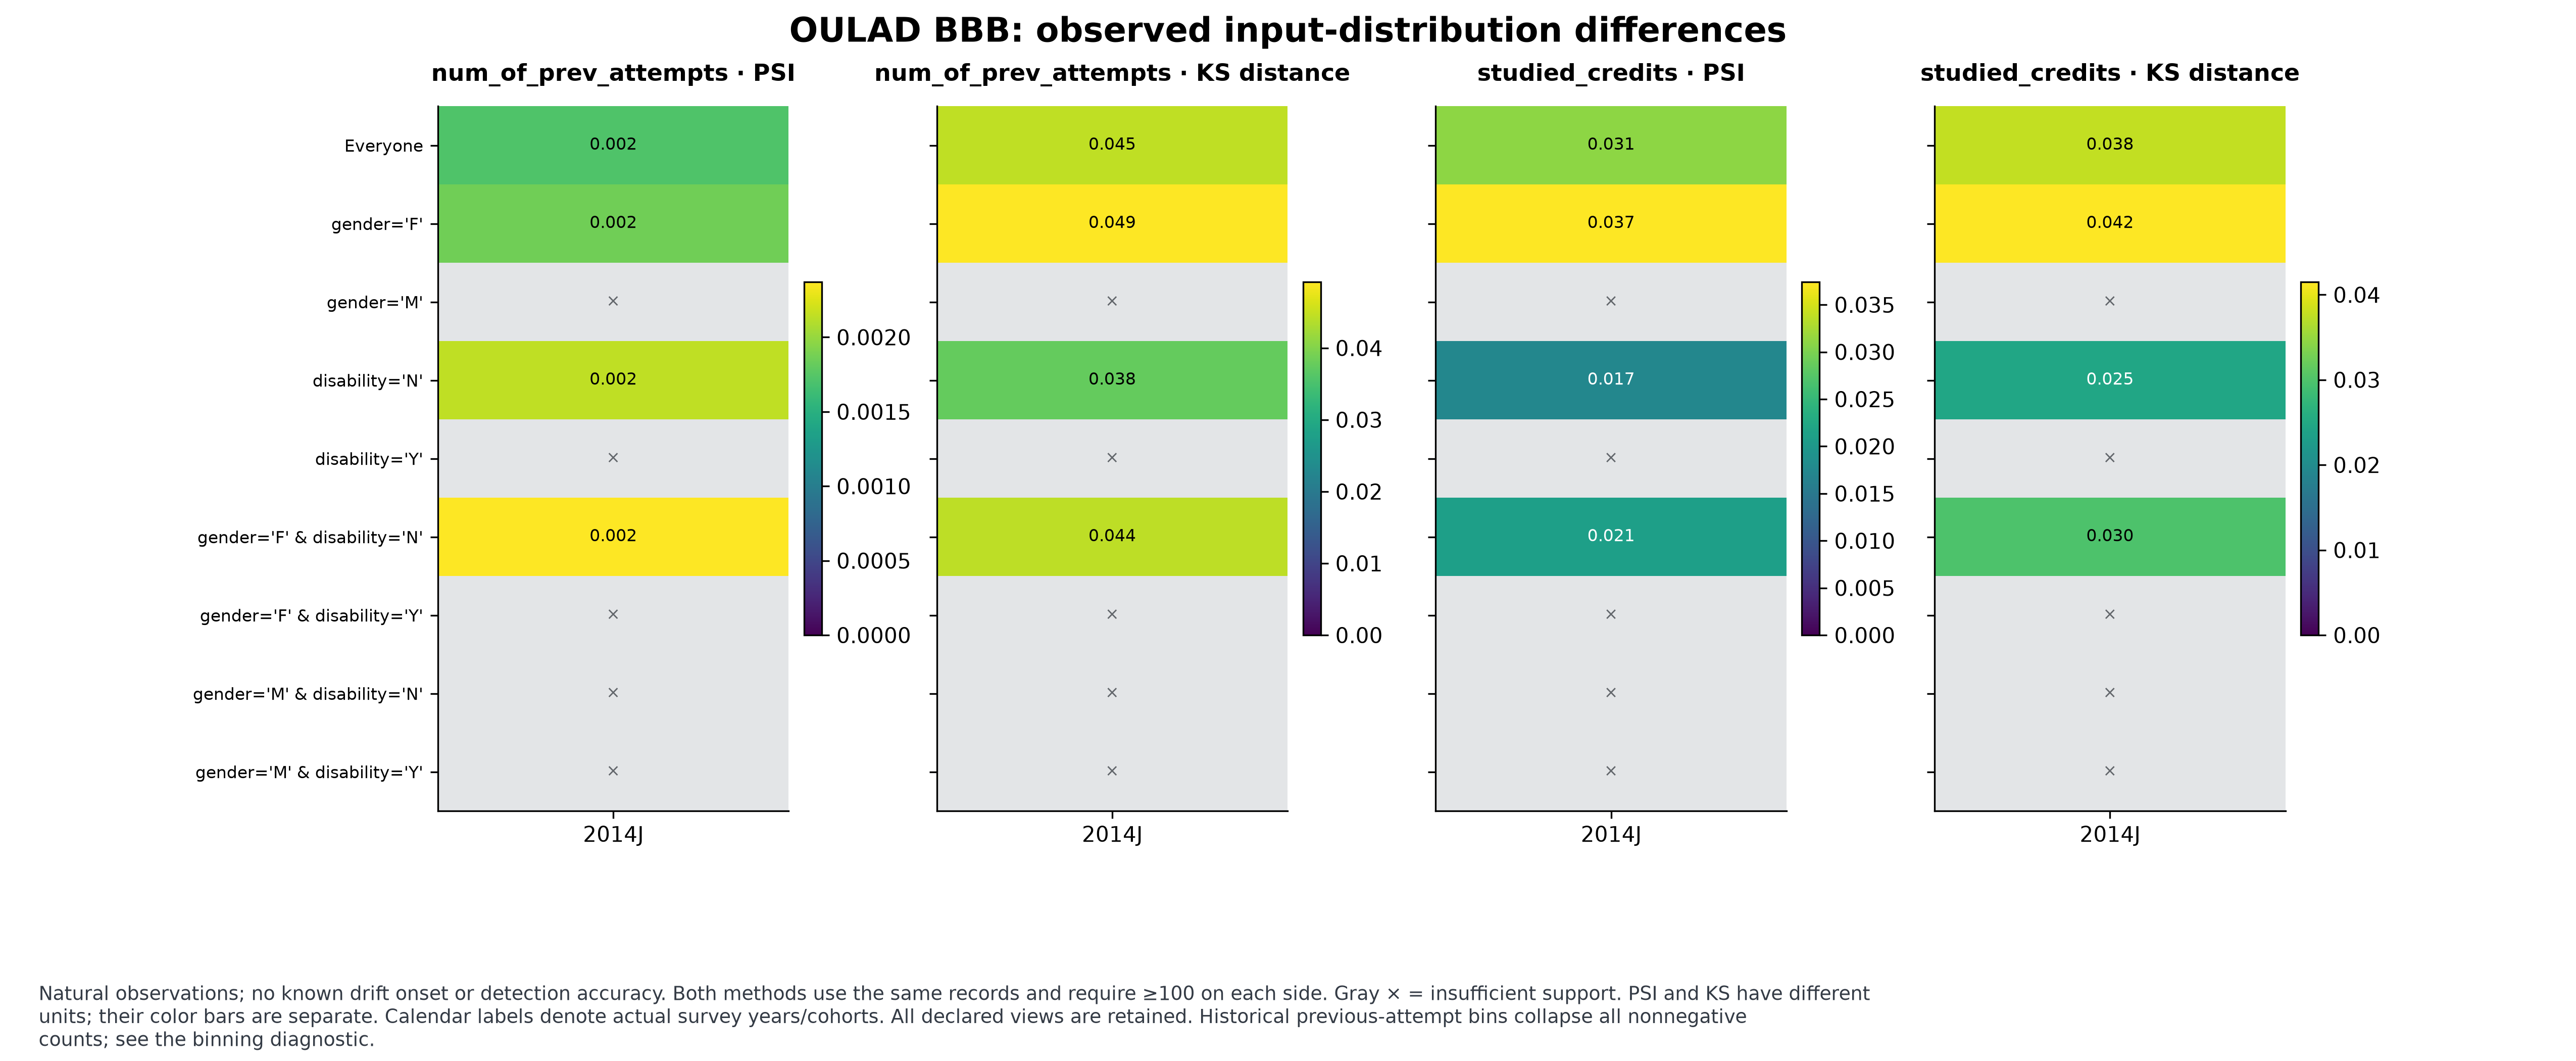 OULAD BBB: observed input-distribution differences
num_of_prev_attempts · PSI
num_of_prev_attempts · KS distance
studied_credits · PSI
studied_credits · KS distance
Everyone
0.002
0.045
0.031
0.038
gender='F'
0.002
0.049
0.037
0.042
gender='M'
×
×
×
×
disability='N'
0.002
0.038
0.017
0.025
disability='Y'
×
×
×
×
gender='F' & disability='N'
0.002
0.044
0.021
0.030
gender='F' & disability='Y'
×
×
×
×
gender='M' & disability='N'
×
×
×
×
gender='M' & disability='Y'
×
×
×
×
0.0020
0.0015
0.0010
0.0005
0.0000
0.04
0.03
0.02
0.01
0.00
0.035
0.030
0.025
0.020
0.015
0.010
0.005
0.000
0.04
0.03
0.02
0.01
0.00
2014J
2014J
2014J
2014J
Natural observations; no known drift onset or detection accuracy. Both methods use the same records and require ≥100 on each side. Gray × = insufficient support. PSI and KS have different
units; their color bars are separate. Calendar labels denote actual survey years/cohorts. All declared views are retained. Historical previous-attempt bins collapse all nonnegative
counts; see the binning diagnostic.